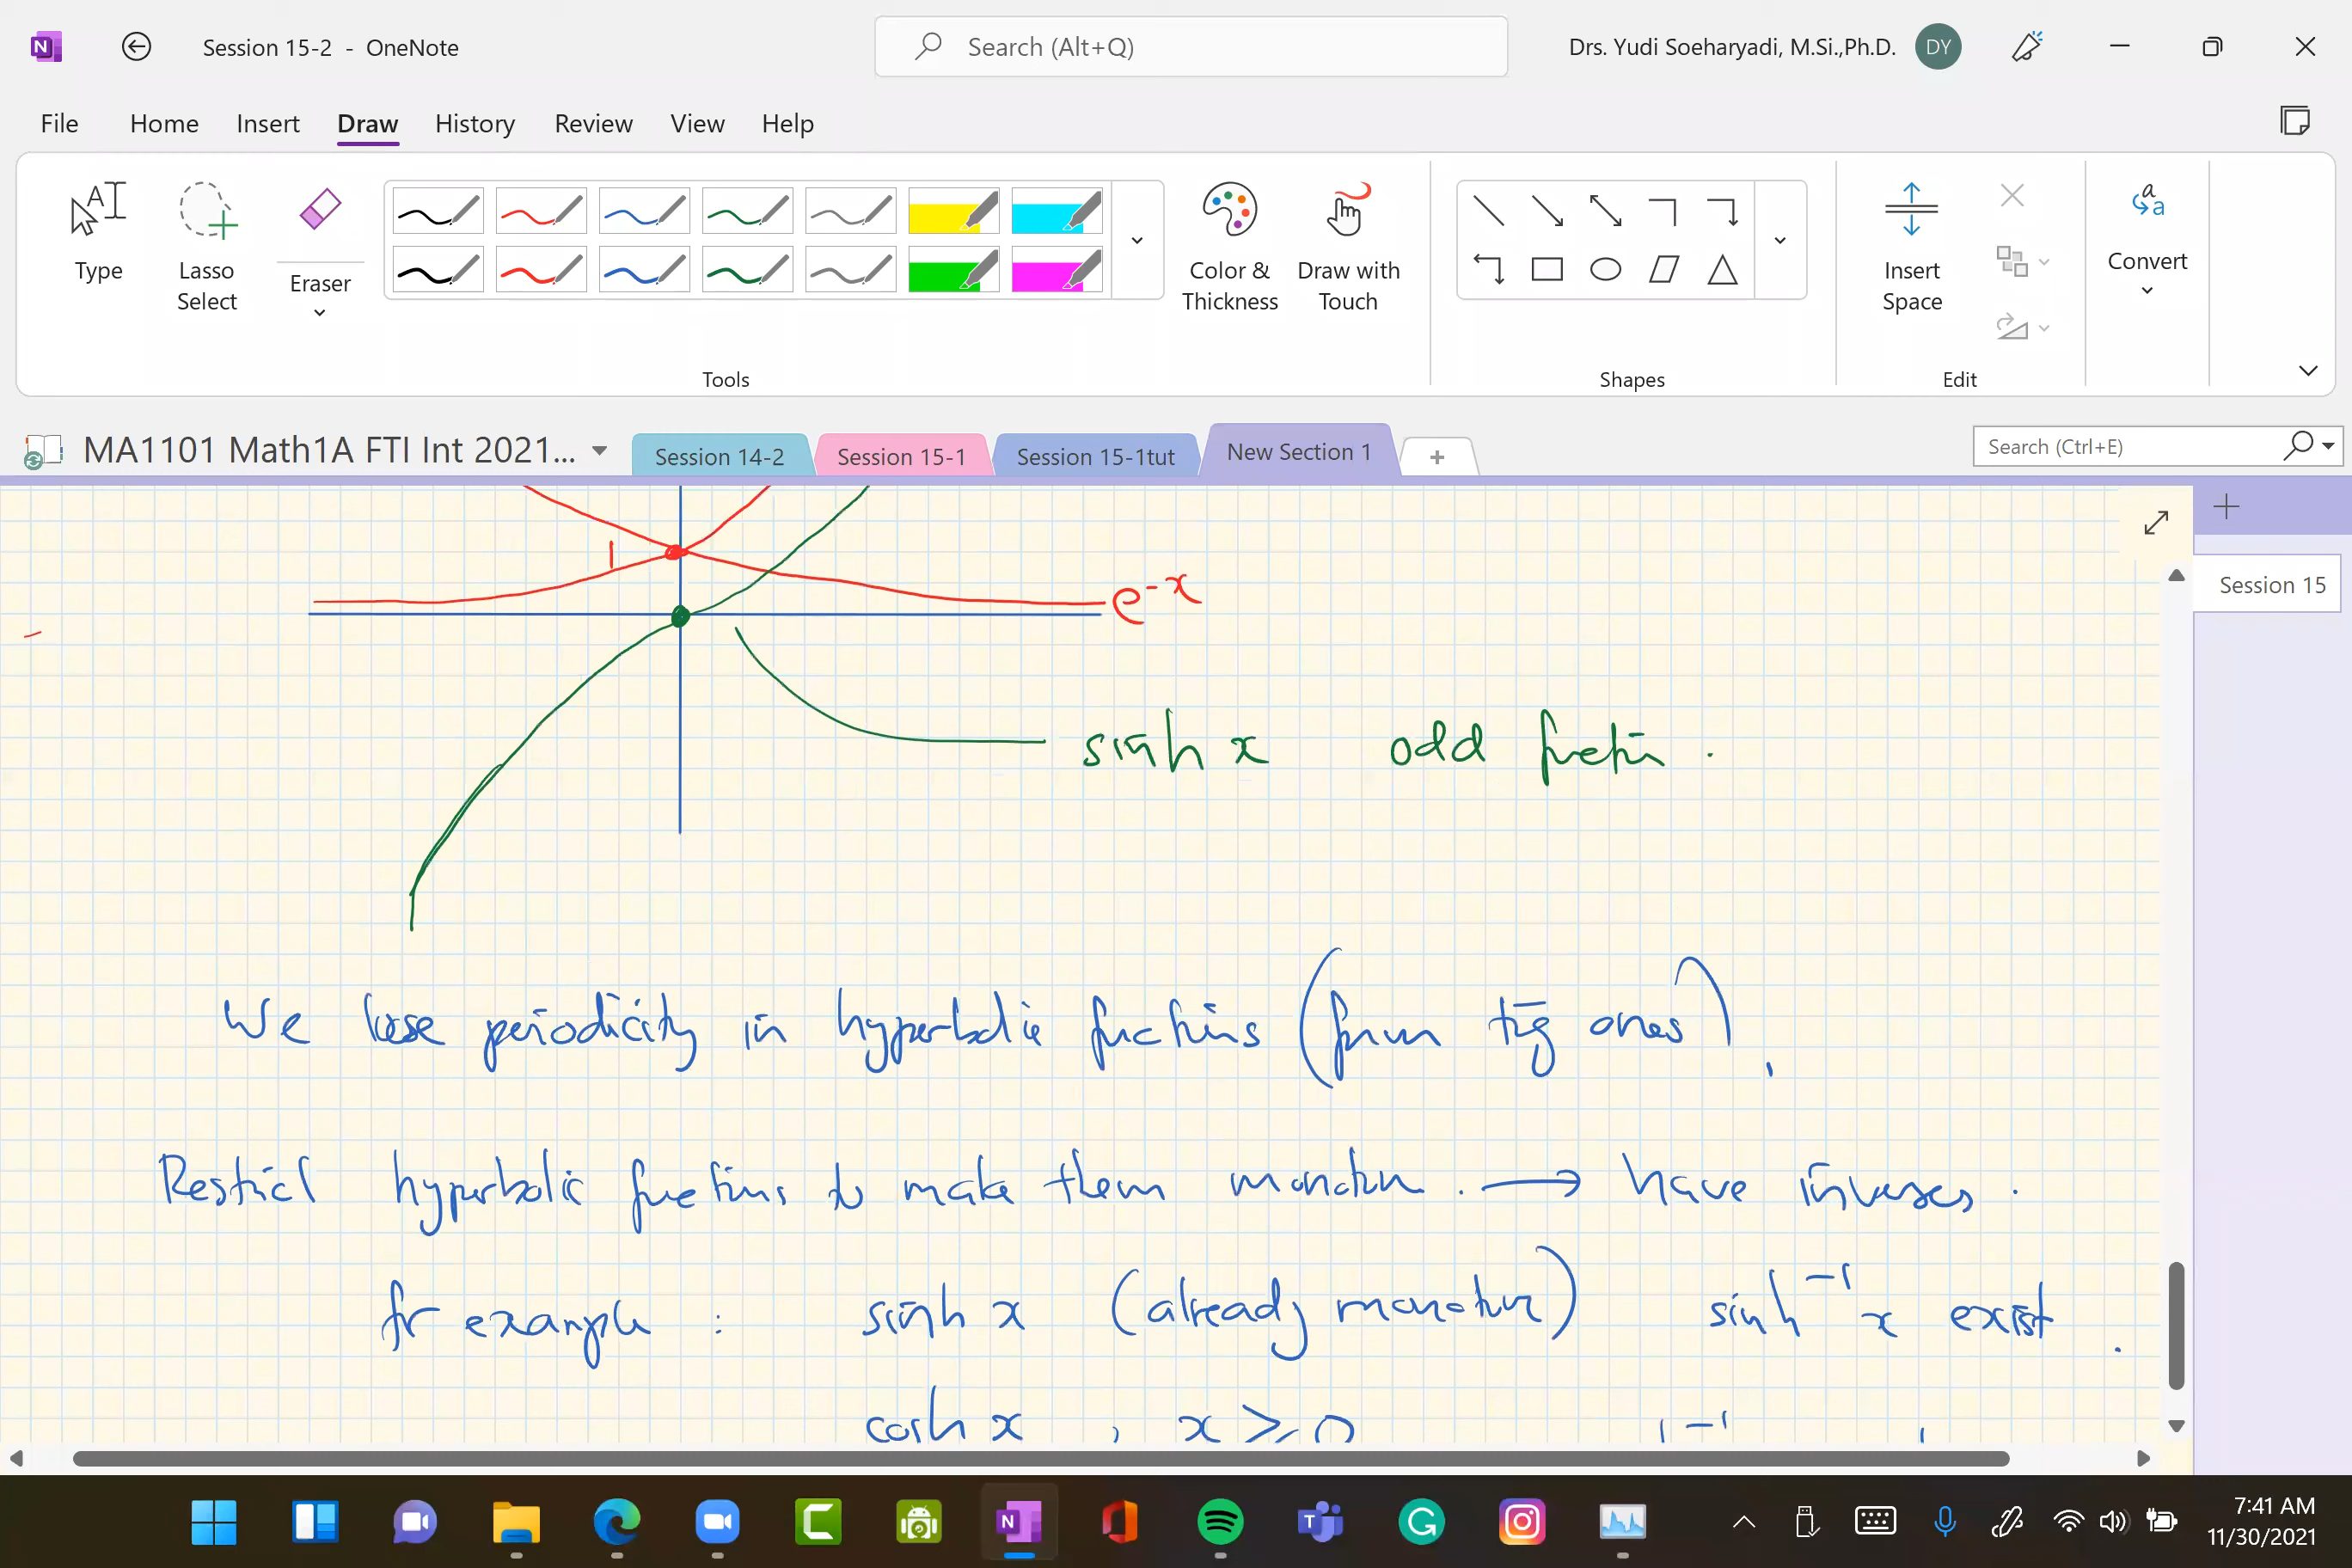 Session 15-2 - OneNote
Search (Alt+Q)
Drs. Yudi Soeharyadi, M.Si.,Ph.D.
DY
File Home Insert Draw History Review View Help
Type
Lasso Select
Eraser
Color & Thickness
Draw with Touch
Insert Space
Convert
Tools
Shapes
Edit
MA1101 Math1A FTI Int 2021...
Session 14-2
Session 15-1
Session 15-1tut
New Section 1
Search (Ctrl+E)
Session 15
1
e^-x
sinh x odd function.
We lose periodicity in hyperbolic functions (from trig ones).
Restrict hyperbolic functions to make them monoton. → have inverses.
for example : sinh x (already monoton) sinh^-1 x exist.
cosh x , x ≥ 0
7:41 AM
11/30/2021